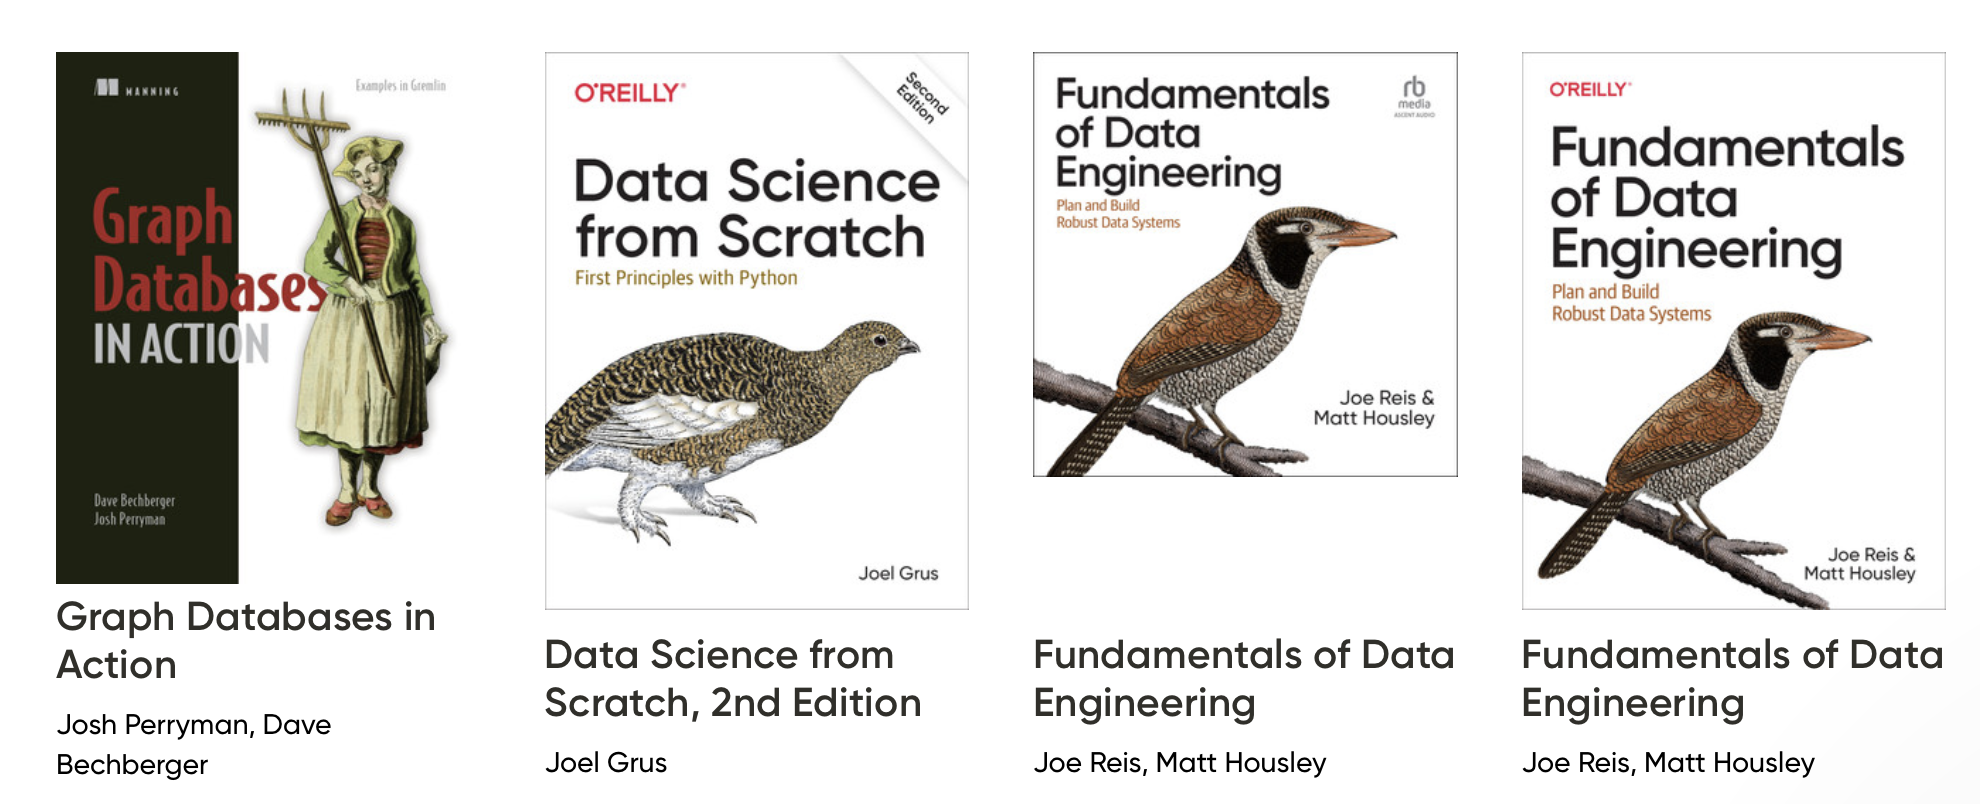 MANNING
Examples in Gremlin
Graph
Databases
IN ACTION
Dave Bechberger
Josh Perryman
Graph Databases in
Action
Josh Perryman, Dave
Bechberger
O'REILLY®
Second
Edition
Data Science
from Scratch
First Principles with Python
Joel Grus
Data Science from
Scratch, 2nd Edition
Joel Grus
Fundamentals
of Data
Engineering
Plan and Build
Robust Data Systems
rb
media
ASCENT AUDIO
Joe Reis &
Matt Housley
Fundamentals of Data
Engineering
Joe Reis, Matt Housley
O'REILLY®
Fundamentals
of Data
Engineering
Plan and Build
Robust Data Systems
Joe Reis &
Matt Housley
Fundamentals of Data
Engineering
Joe Reis, Matt Housley